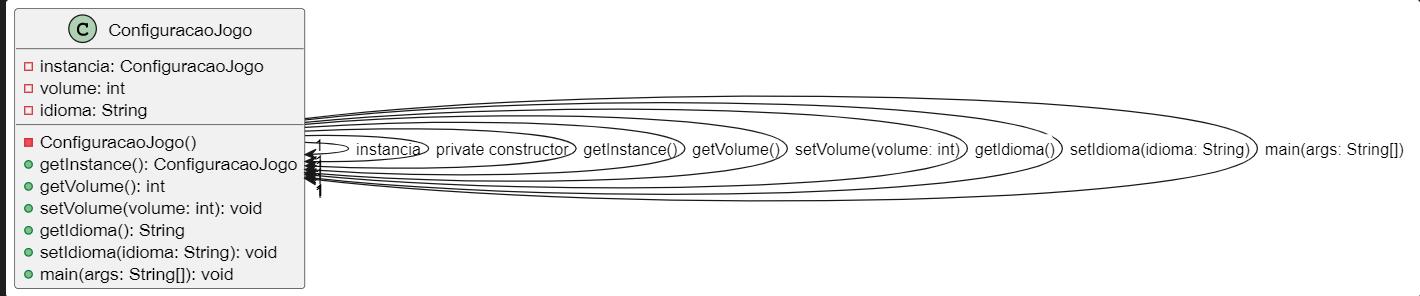 C ConfiguracaoJogo
instancia: ConfiguracaoJogo
volume: int
idioma: String
ConfiguracaoJogo()
getInstance(): ConfiguracaoJogo
getVolume(): int
setVolume(volume: int): void
getIdioma(): String
setIdioma(idioma: String): void
main(args: String[]): void
1 instancia private constructor getInstance() getVolume() setVolume(volume: int) getIdioma() setIdioma(idioma: String) main(args: String[])
1